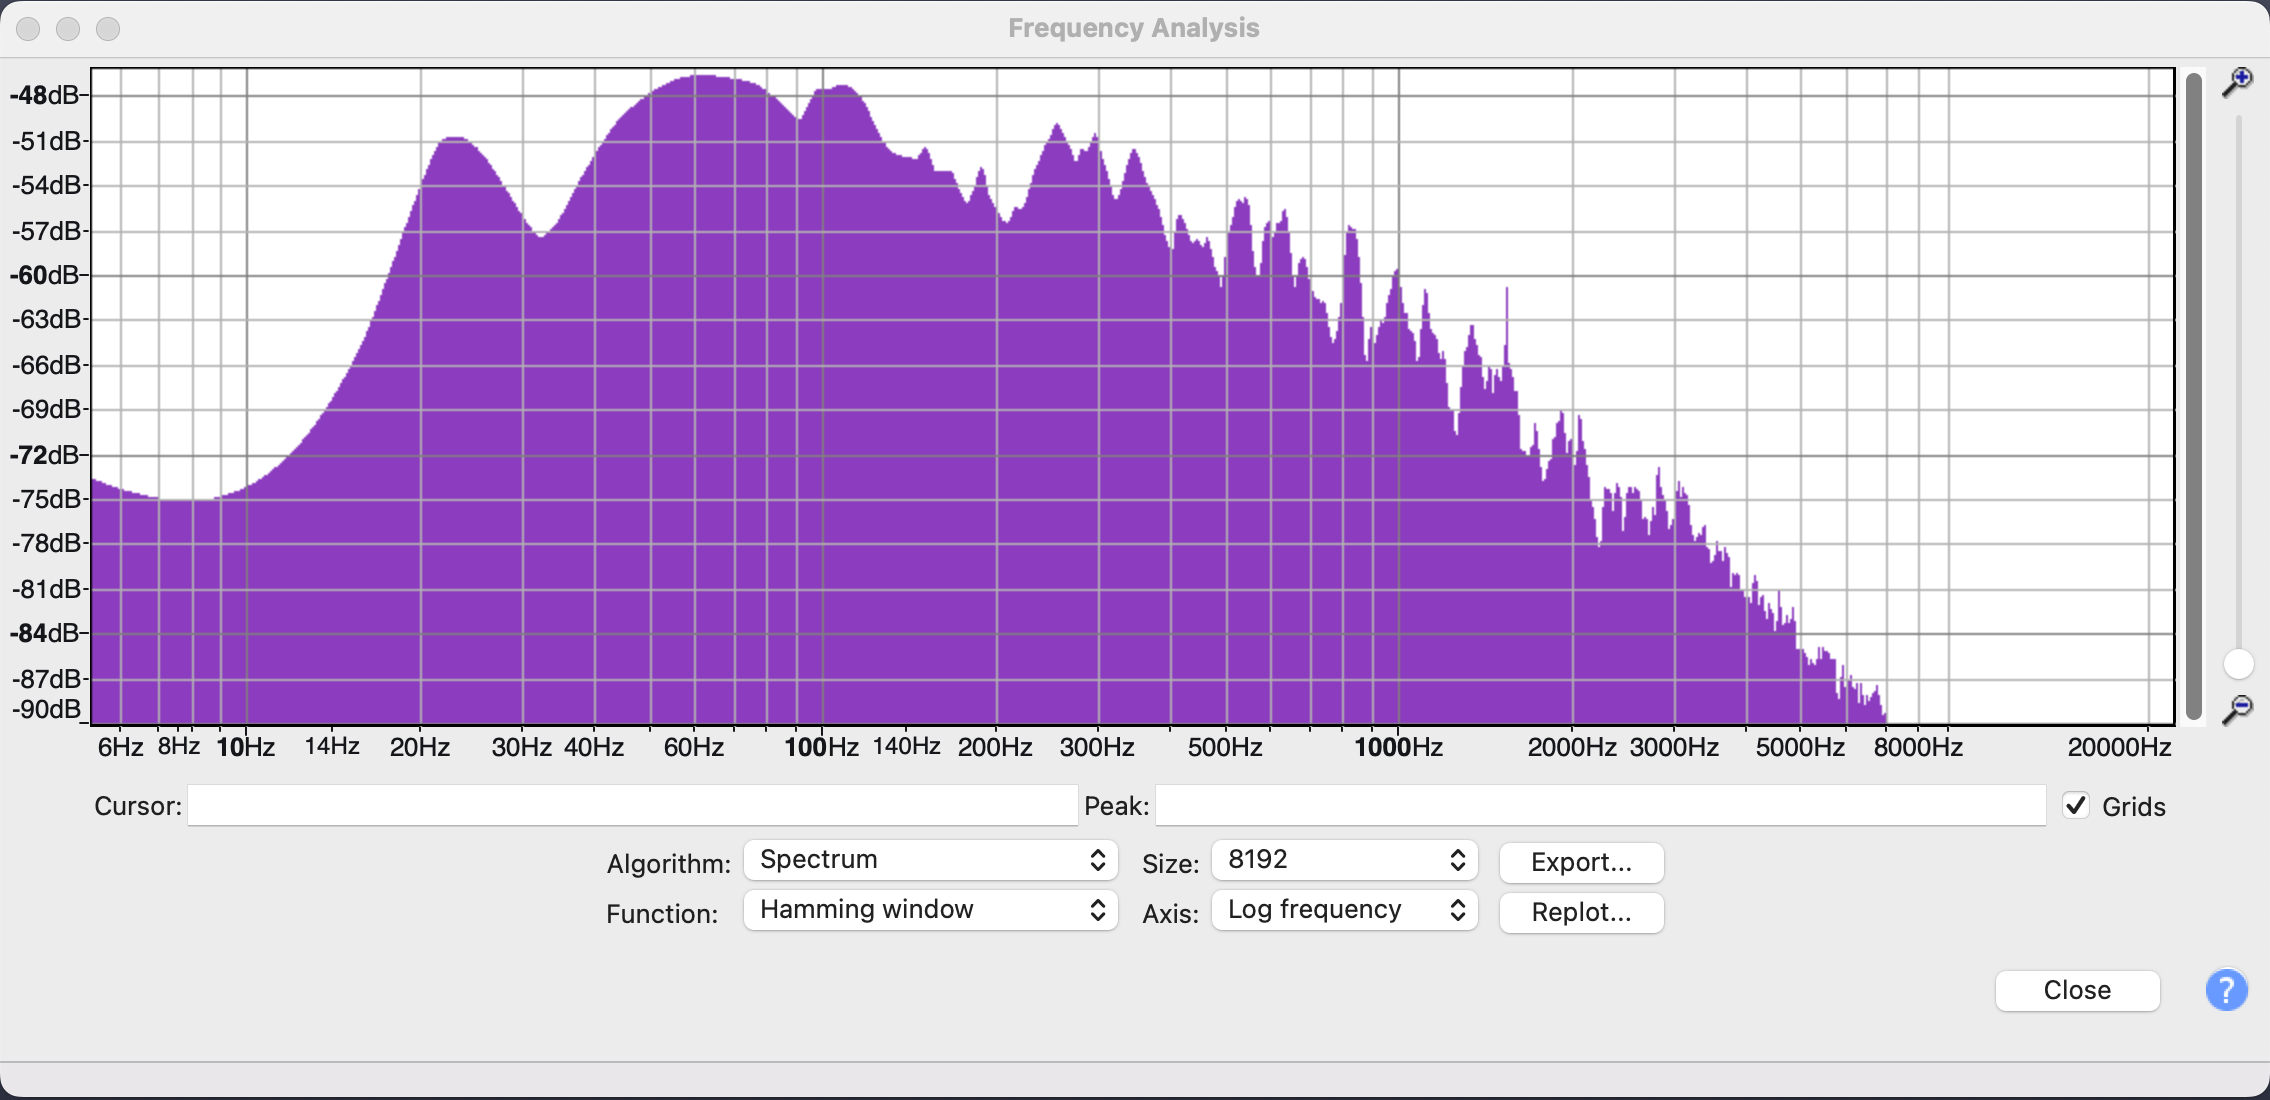 Frequency Analysis
-48dB
-51dB
-54dB
-57dB
-60dB
-63dB
-66dB
-69dB
-72dB
-75dB
-78dB
-81dB
-84dB
-87dB
-90dB
6Hz 8Hz 10Hz 14Hz 20Hz 30Hz 40Hz 60Hz 100Hz 140Hz 200Hz 300Hz 500Hz 1000Hz 2000Hz 3000Hz 5000Hz 8000Hz 20000Hz
Cursor: Peak: Grids
Algorithm: Spectrum Size: 8192 Export...
Function: Hamming window Axis: Log frequency Replot...
Close ?